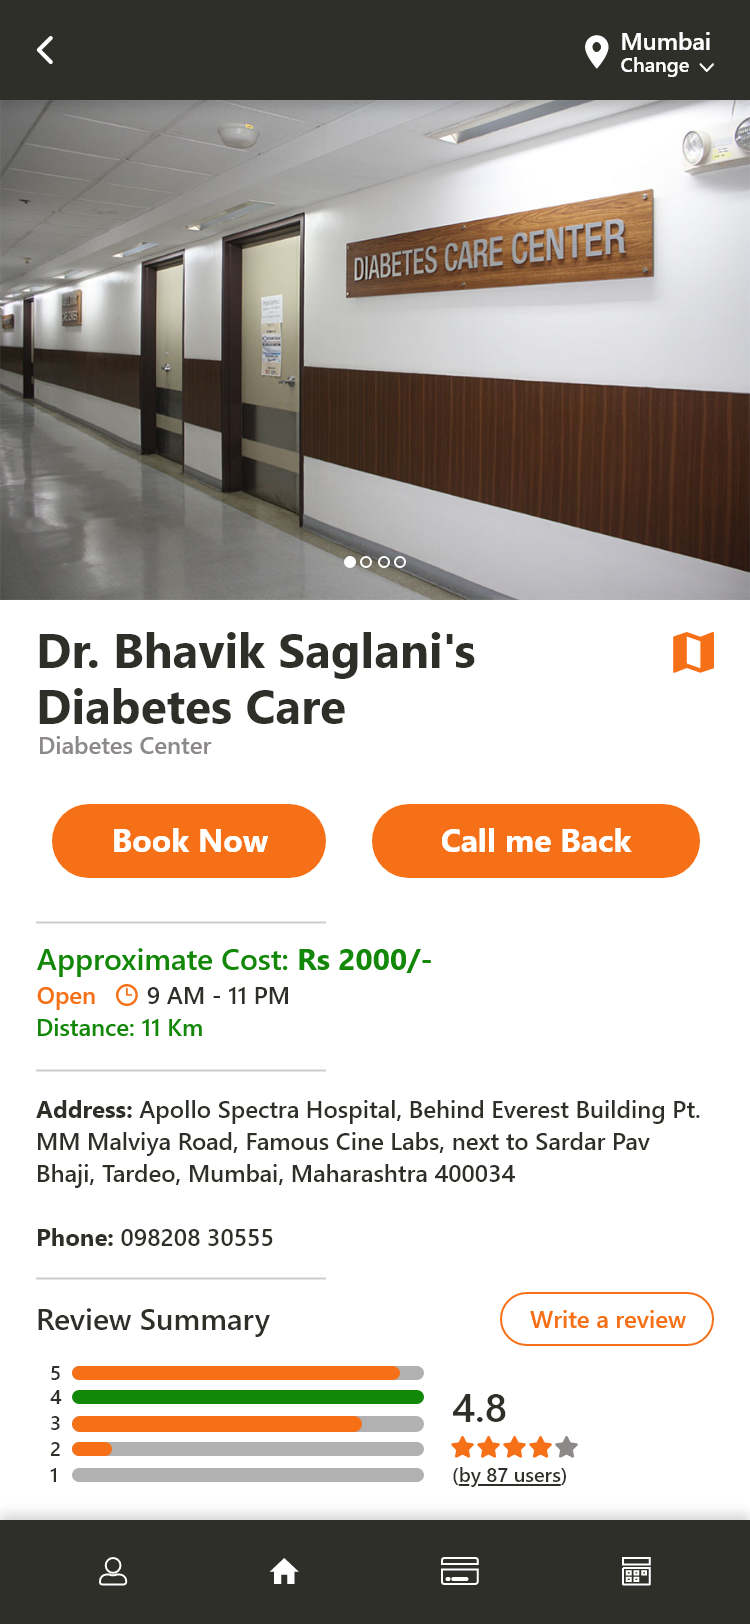 Mumbai
Change
DIABETES CARE CENTER
Dr. Bhavik Saglani's
Diabetes Care
Diabetes Center
Book Now
Call me Back
Approximate Cost: Rs 2000/-
Open 9 AM - 11 PM
Distance: 11 Km
Address: Apollo Spectra Hospital, Behind Everest Building Pt.
MM Malviya Road, Famous Cine Labs, next to Sardar Pav
Bhaji, Tardeo, Mumbai, Maharashtra 400034
Phone: 098208 30555
Review Summary
Write a review
5
4
3
2
1
4.8
(by 87 users)